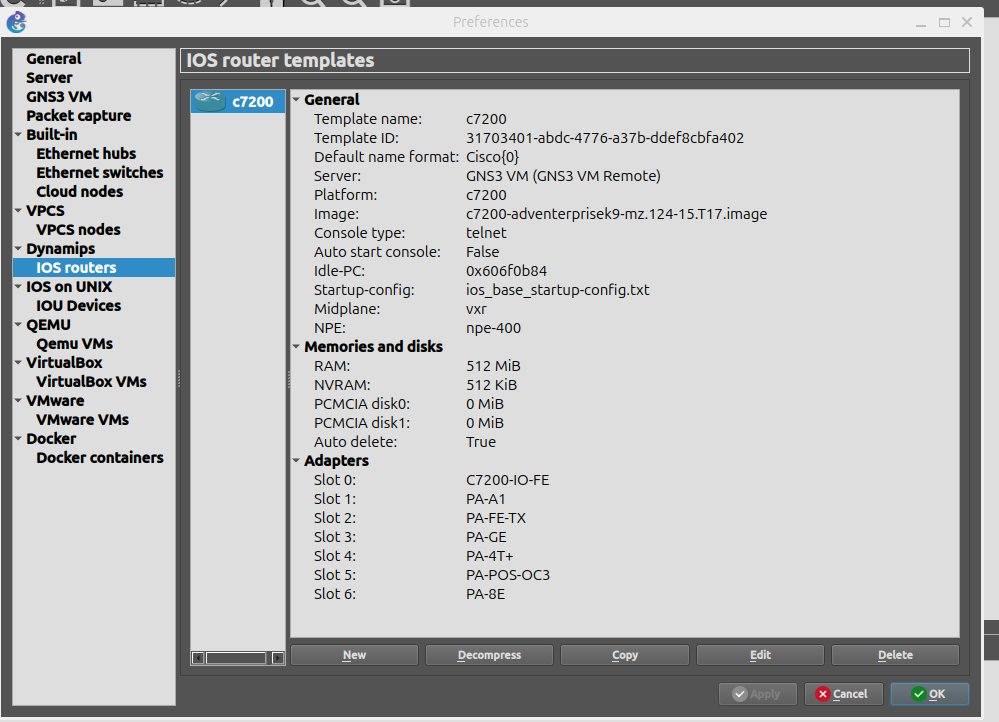 Preferences
General
Server
GNS3 VM
Packet capture
Built-in
Ethernet hubs
Ethernet switches
Cloud nodes
VPCS
VPCS nodes
Dynamips
IOS routers
IOS on UNIX
IOU Devices
QEMU
Qemu VMs
VirtualBox
VirtualBox VMs
VMware
VMware VMs
Docker
Docker containers
IOS router templates
c7200
General
Template name: c7200
Template ID: 31703401-abdc-4776-a37b-ddef8cbfa402
Default name format: Cisco{0}
Server: GNS3 VM (GNS3 VM Remote)
Platform: c7200
Image: c7200-adventerprisek9-mz.124-15.T17.image
Console type: telnet
Auto start console: False
Idle-PC: 0x606f0b84
Startup-config: ios_base_startup-config.txt
Midplane: vxr
NPE: npe-400
Memories and disks
RAM: 512 MiB
NVRAM: 512 KiB
PCMCIA disk0: 0 MiB
PCMCIA disk1: 0 MiB
Auto delete: True
Adapters
Slot 0: C7200-IO-FE
Slot 1: PA-A1
Slot 2: PA-FE-TX
Slot 3: PA-GE
Slot 4: PA-4T+
Slot 5: PA-POS-OC3
Slot 6: PA-8E
New Decompress Copy Edit Delete
Apply Cancel OK